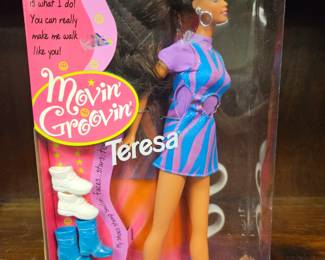 is what I do!
You can really
make me walk
like you!
Movin'
Groovin'
Teresa